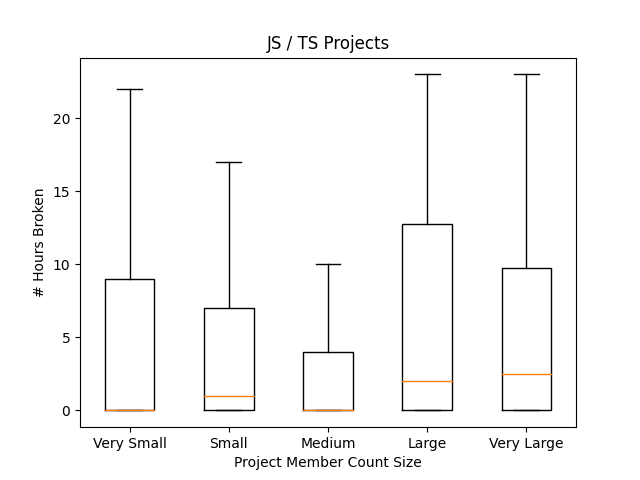 JS / TS Projects
# Hours Broken
20
15
10
5
0
Very Small
Small
Medium
Large
Very Large
Project Member Count Size